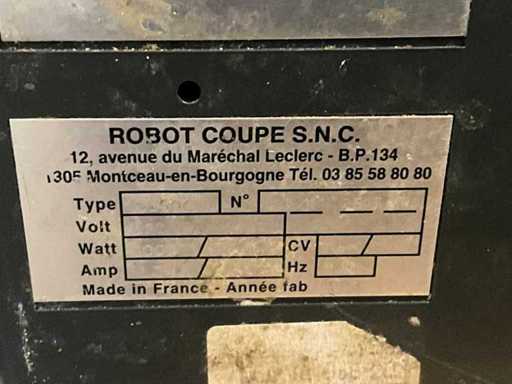 ROBOT COUPE S.N.C.
12, avenue du Maréchal Leclerc - B.P.134
1305 Montceau-en-Bourgogne Tél. 03 85 58 80 80
Type N°
Volt
Watt / CV /
Amp / Hz
Made in France - Année fab